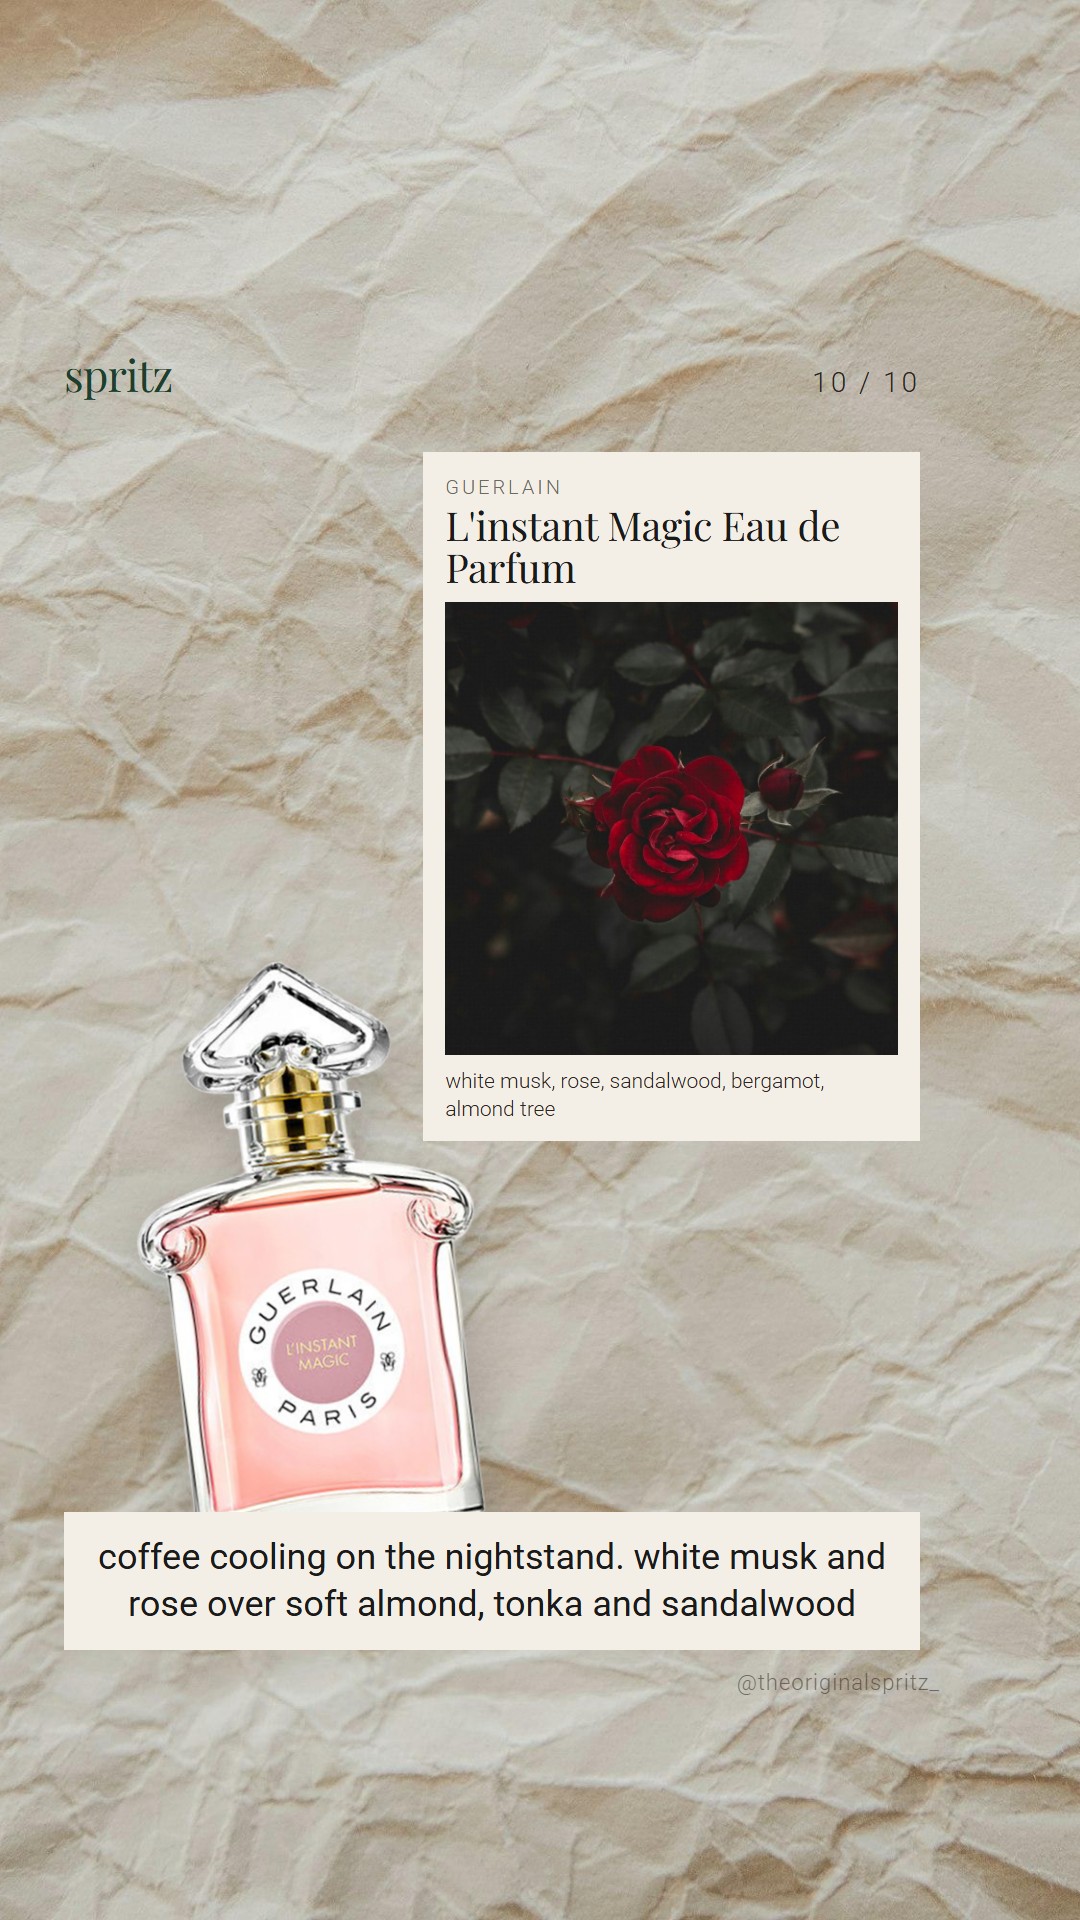 spritz
10 / 10
GUERLAIN
L'instant Magic Eau de
Parfum
white musk, rose, sandalwood, bergamot,
almond tree
GUERLAIN
L'INSTANT
MAGIC
PARIS
coffee cooling on the nightstand. white musk and
rose over soft almond, tonka and sandalwood
@theoriginalspritz_